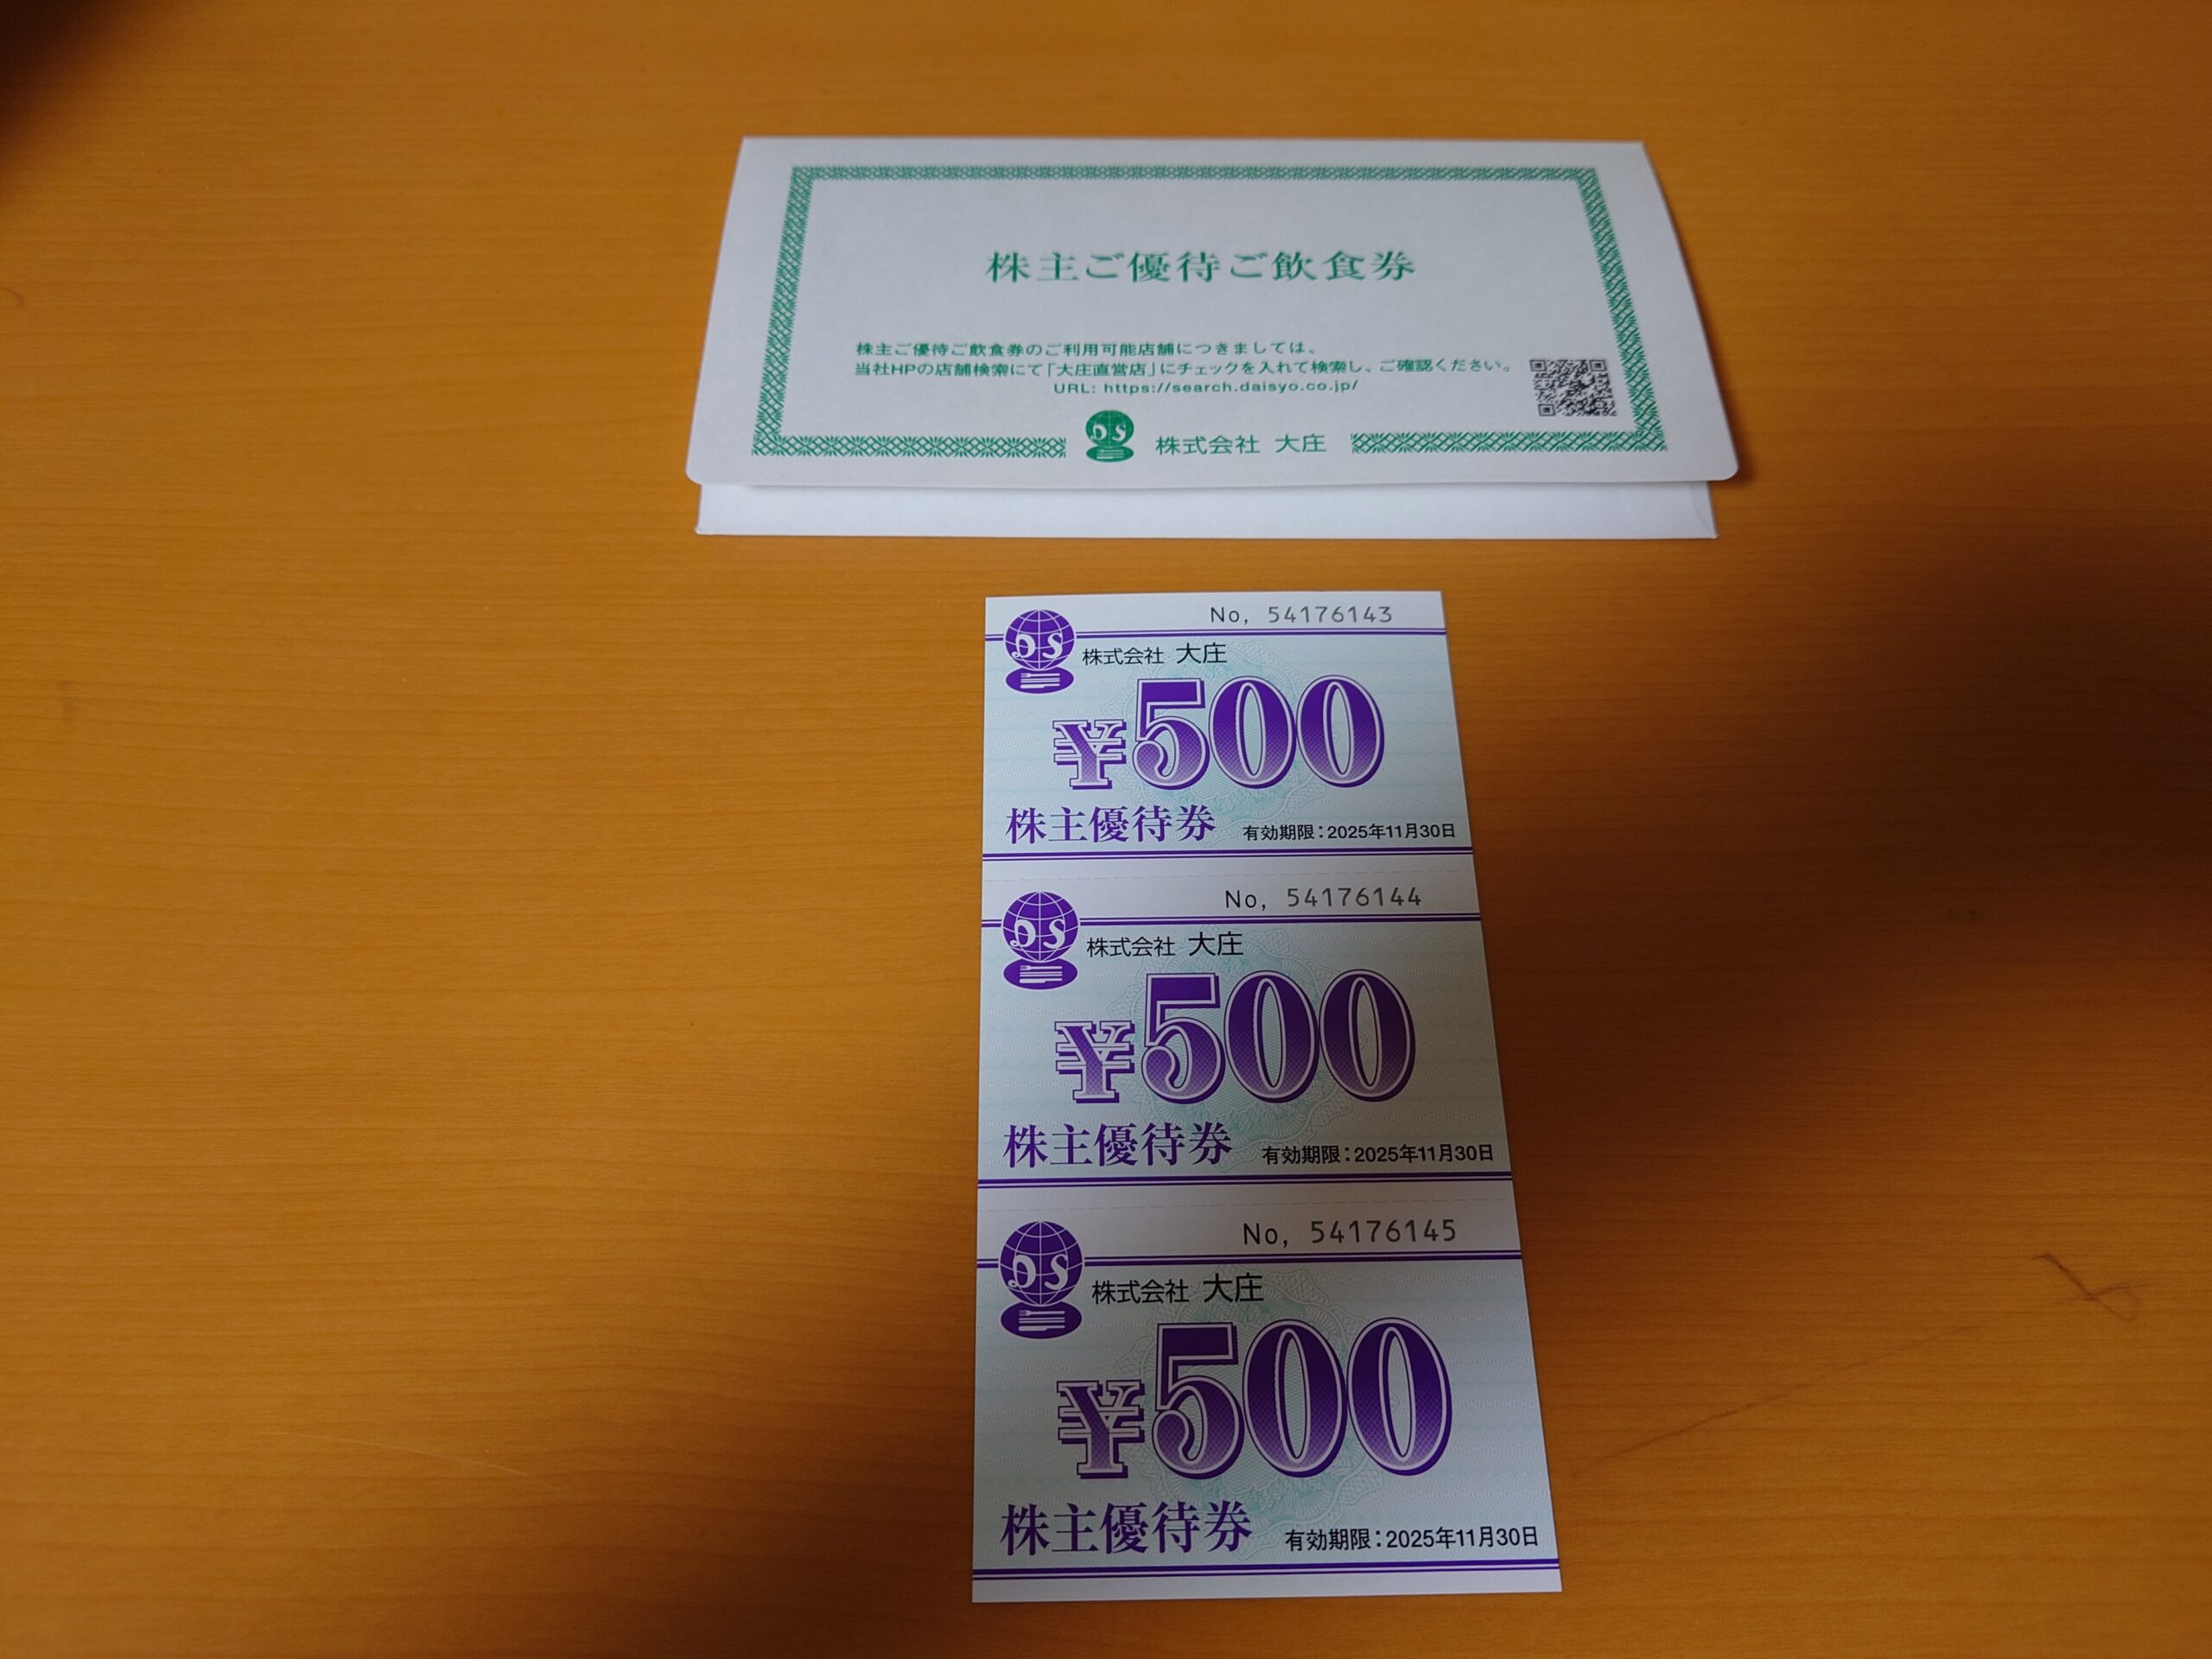 株主ご優待ご飲食券
株主ご優待ご飲食券のご利用可能店舗につきましては、
当社HPの店舗検索にて「大庄直営店」にチェックを入れて検索し、ご確認ください。
URL: https://search.daisyo.co.jp/
DS 株式会社 大庄
No, 54176143
DS 株式会社 大庄
¥500
株主優待券 有効期限：2025年11月30日
No, 54176144
DS 株式会社 大庄
¥500
株主優待券 有効期限：2025年11月30日
No, 54176145
DS 株式会社 大庄
¥500
株主優待券 有効期限：2025年11月30日